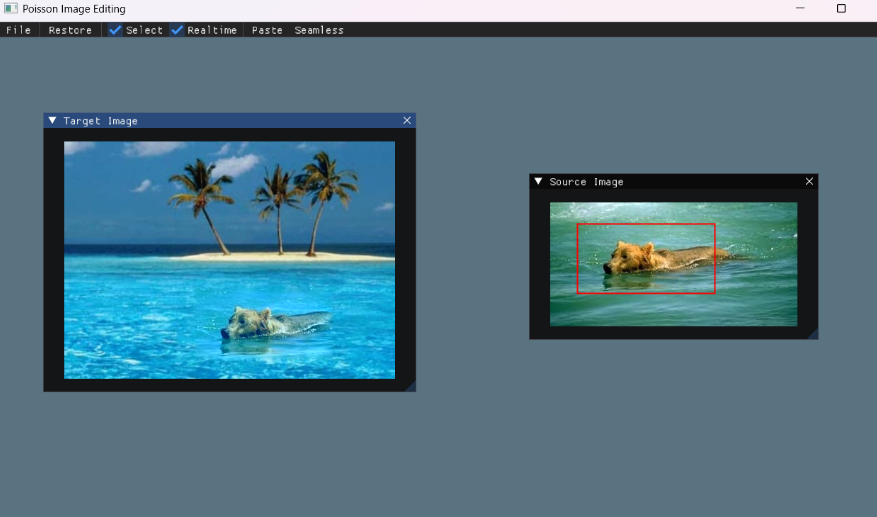 Poisson Image Editing
File Restore Select Realtime Paste Seamless
Target Image
Source Image